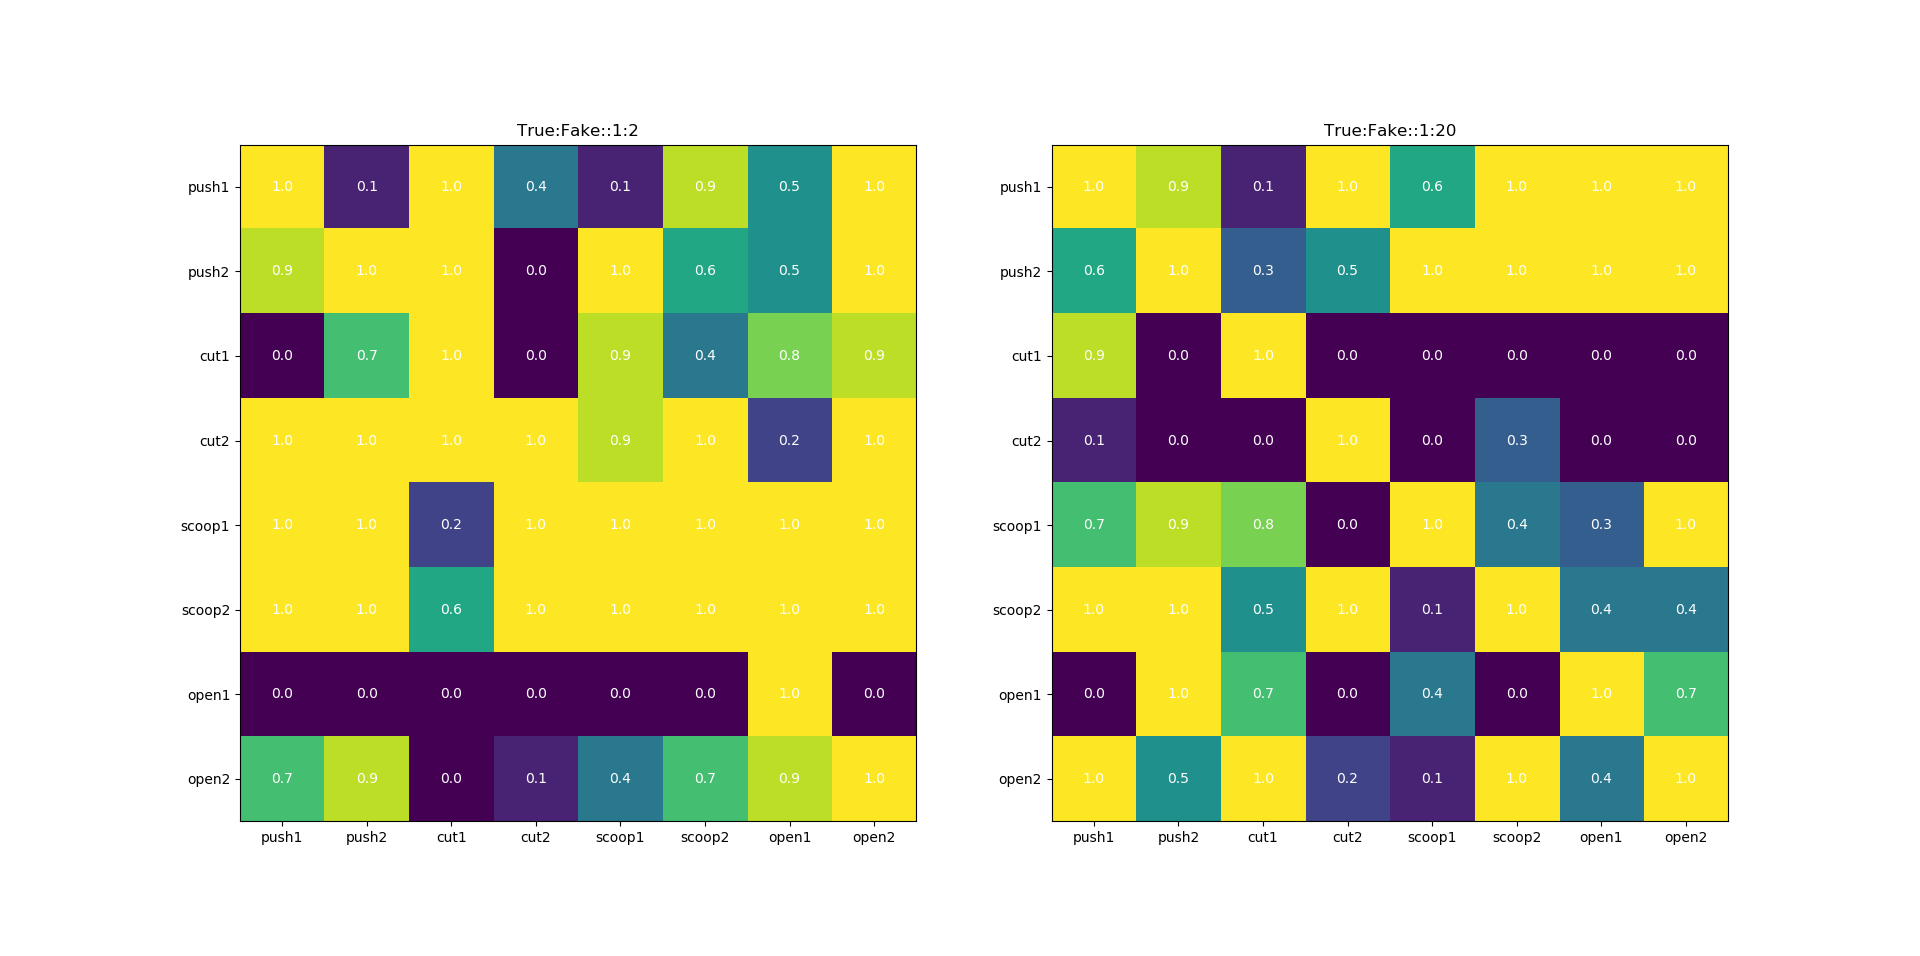 True:Fake::1:2
push1 1.0 0.1 1.0 0.4 0.1 0.9 0.5 1.0
push2 0.9 1.0 1.0 0.0 1.0 0.6 0.5 1.0
cut1 0.0 0.7 1.0 0.0 0.9 0.4 0.8 0.9
cut2 1.0 1.0 1.0 1.0 0.9 1.0 0.2 1.0
scoop1 1.0 1.0 0.2 1.0 1.0 1.0 1.0 1.0
scoop2 1.0 1.0 0.6 1.0 1.0 1.0 1.0 1.0
open1 0.0 0.0 0.0 0.0 0.0 0.0 1.0 0.0
open2 0.7 0.9 0.0 0.1 0.4 0.7 0.9 1.0
push1 push2 cut1 cut2 scoop1 scoop2 open1 open2
True:Fake::1:20
push1 1.0 0.9 0.1 1.0 0.6 1.0 1.0 1.0
push2 0.6 1.0 0.3 0.5 1.0 1.0 1.0 1.0
cut1 0.9 0.0 1.0 0.0 0.0 0.0 0.0 0.0
cut2 0.1 0.0 0.0 1.0 0.0 0.3 0.0 0.0
scoop1 0.7 0.9 0.8 0.0 1.0 0.4 0.3 1.0
scoop2 1.0 1.0 0.5 1.0 0.1 1.0 0.4 0.4
open1 0.0 1.0 0.7 0.0 0.4 0.0 1.0 0.7
open2 1.0 0.5 1.0 0.2 0.1 1.0 0.4 1.0
push1 push2 cut1 cut2 scoop1 scoop2 open1 open2